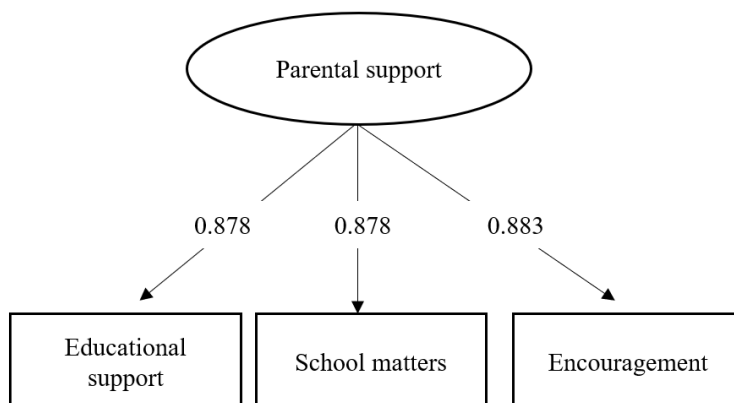 Parental support
0.878
0.878
0.883
Educational
support
School matters
Encouragement